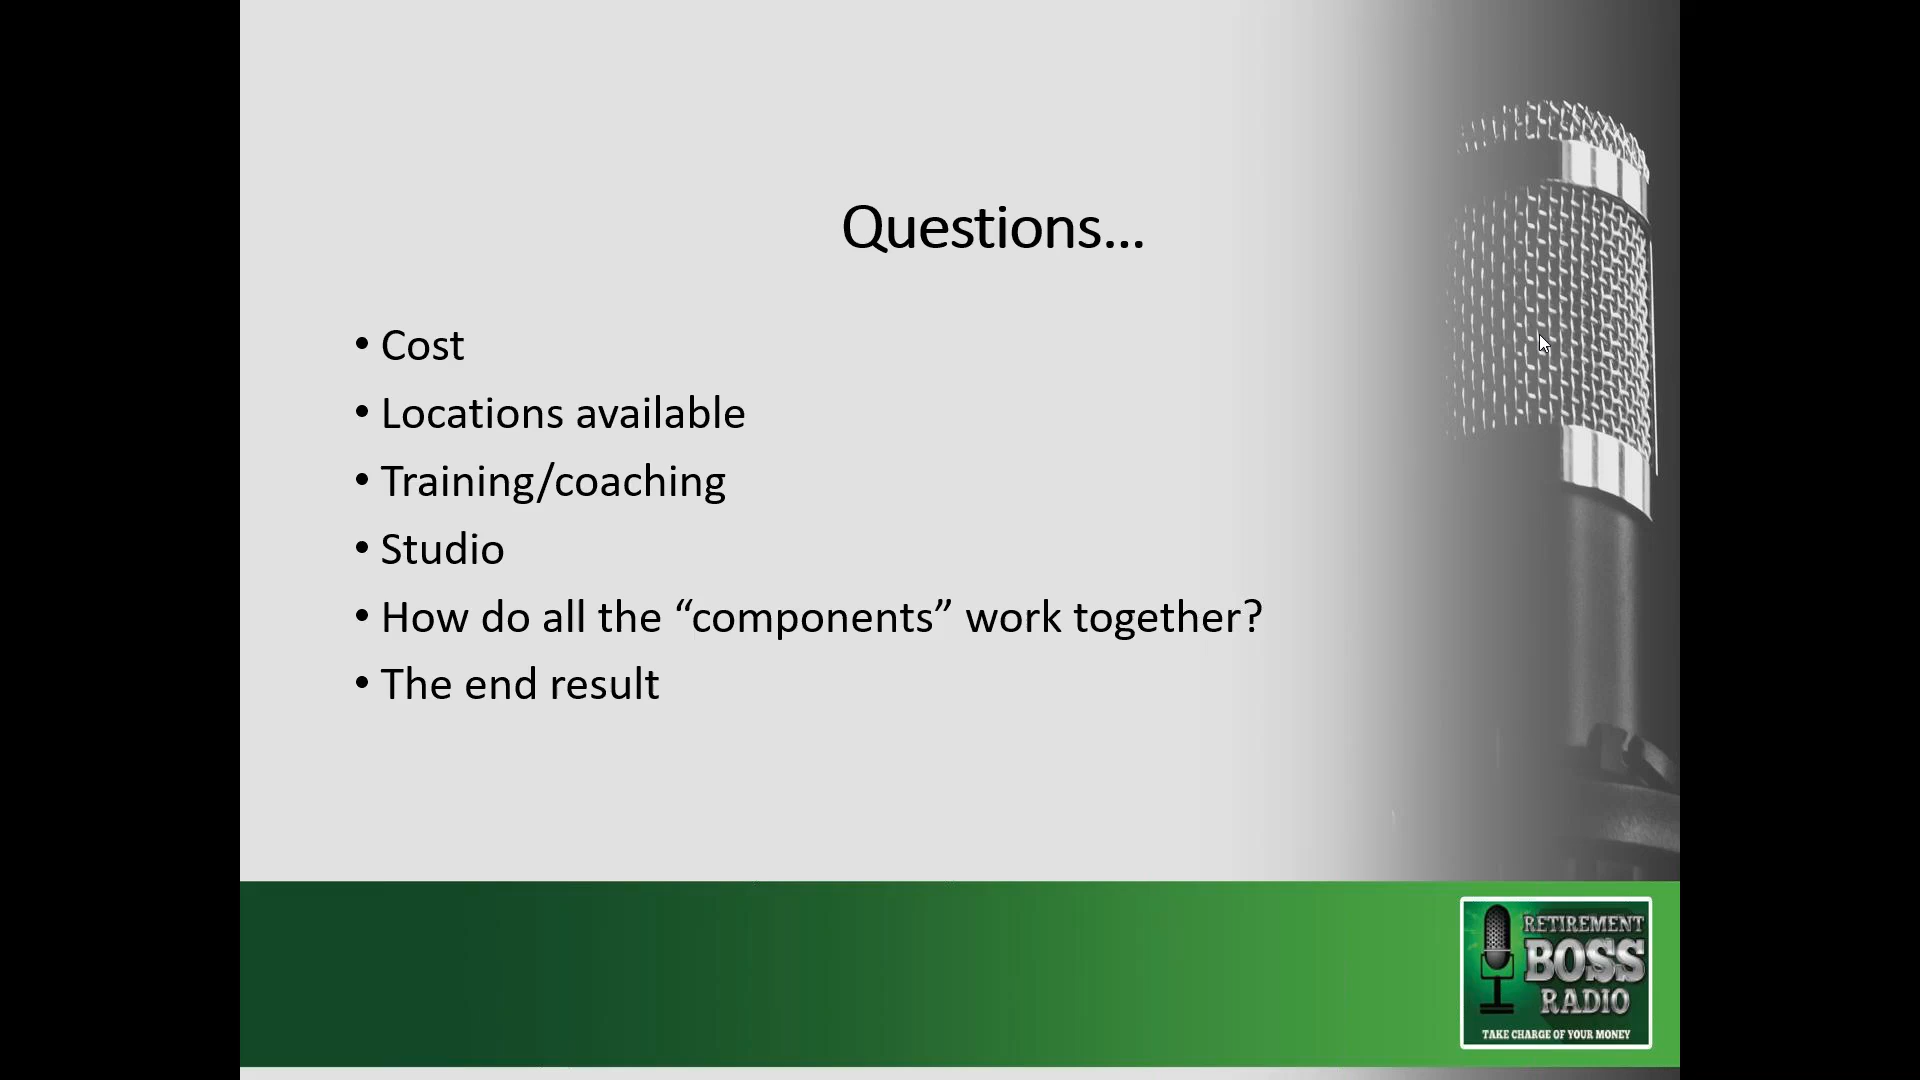 Questions...
• Cost
• Locations available
• Training/coaching
• Studio
• How do all the “components” work together?
• The end result
RETIREMENT
BOSS
RADIO
TAKE CHARGE OF YOUR MONEY